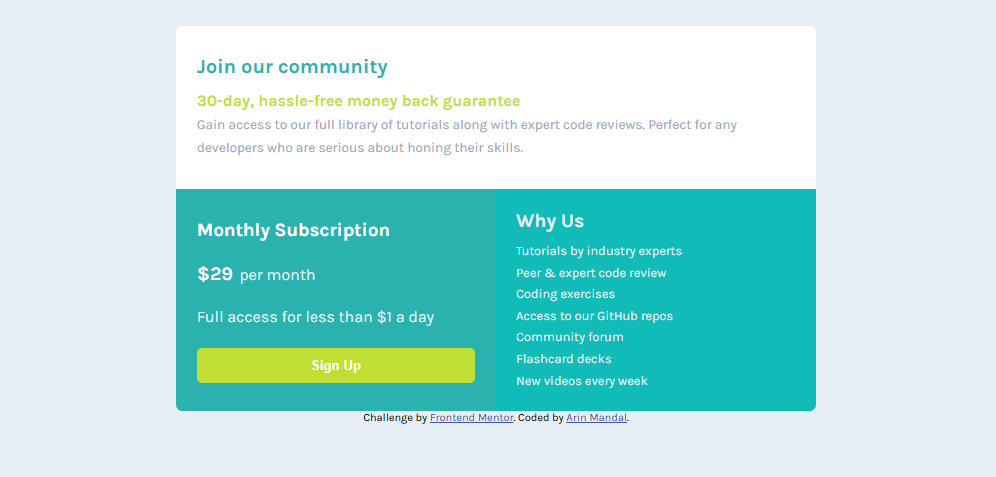 Join our community
30-day, hassle-free money back guarantee
Gain access to our full library of tutorials along with expert code reviews. Perfect for any
developers who are serious about honing their skills.
Monthly Subscription
$29 per month
Full access for less than $1 a day
Sign Up
Why Us
Tutorials by industry experts
Peer & expert code review
Coding exercises
Access to our GitHub repos
Community forum
Flashcard decks
New videos every week
Challenge by Frontend Mentor. Coded by Arin Mandal.